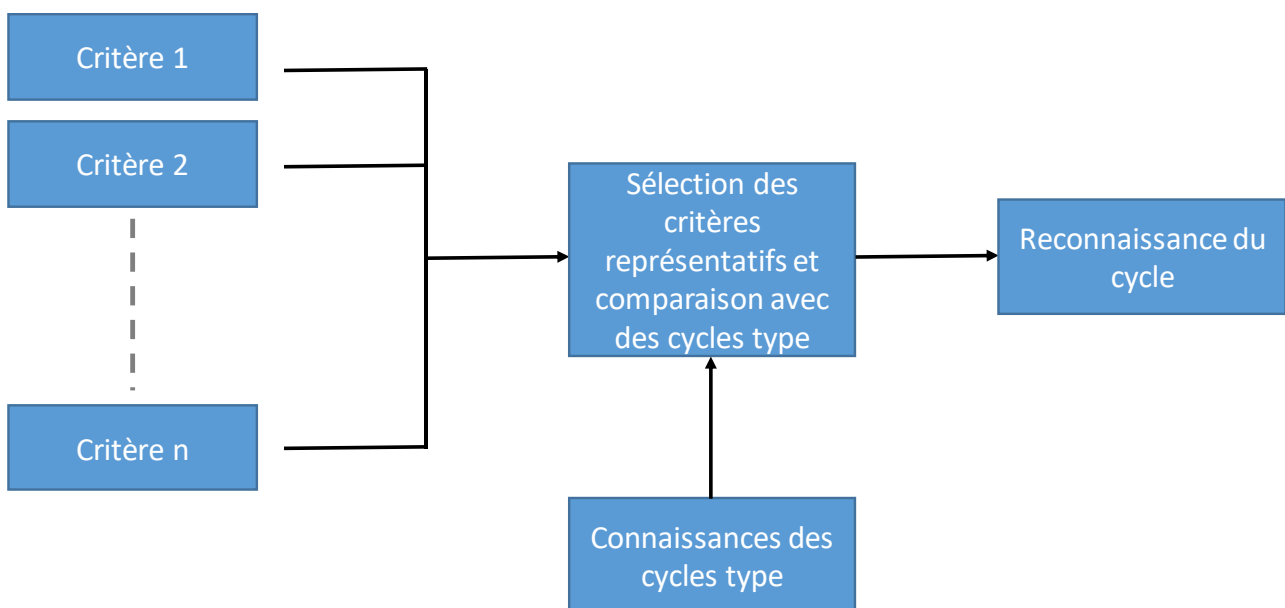 Critère 1
Critère 2
Critère n
Sélection des
critères
représentatifs et
comparaison avec
des cycles type
Reconnaissance du
cycle
Connaissances des
cycles type